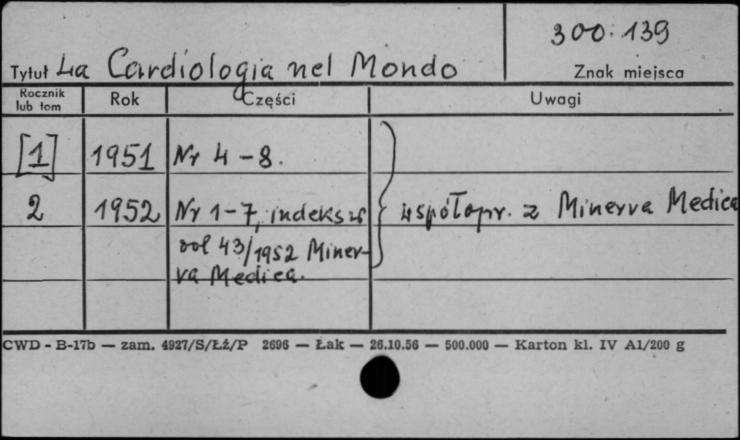 300.139
Tytuł La Cardiologia nel Mondo
Znak miejsca
Rocznik lub tom Rok Części Uwagi
[1] 1951 Nr 4-8.
2 1952 Nr 1-7, indeks w współopr. z Minerva Medica
vol 43/1952 Miner-
va Medica.
CWD - B-17b — zam. 4927/S/Łź/P 2696 — Łak — 26.10.56 — 500.000 — Karton kl. IV A1/200 g